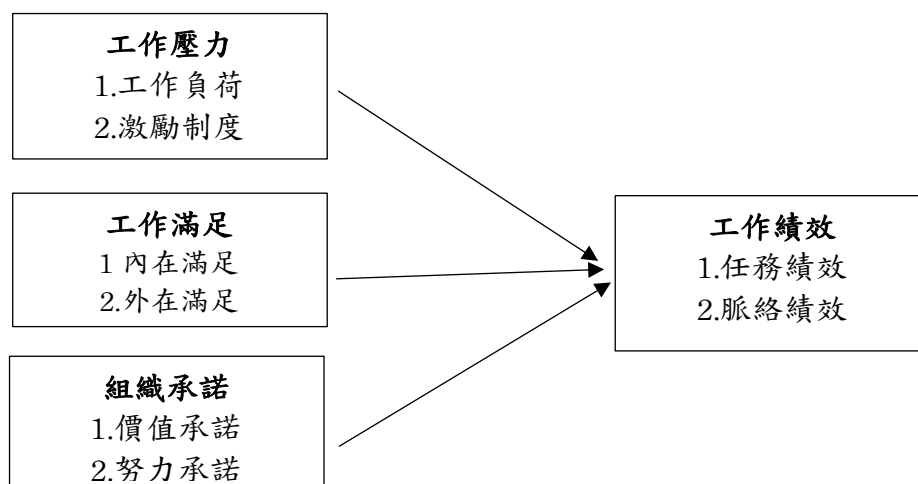 工作壓力
1.工作負荷
2.激勵制度
工作滿足
1 內在滿足
2.外在滿足
組織承諾
1.價值承諾
2.努力承諾
工作績效
1.任務績效
2.脈絡績效